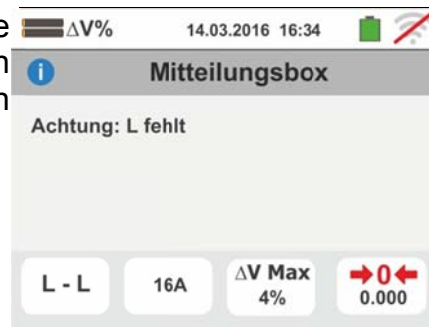 e
n
n
ΔV% 14.03.2016 16:34
Mitteilungsbox
Achtung: L fehlt
L - L 16A ΔV Max 4% →0← 0.000